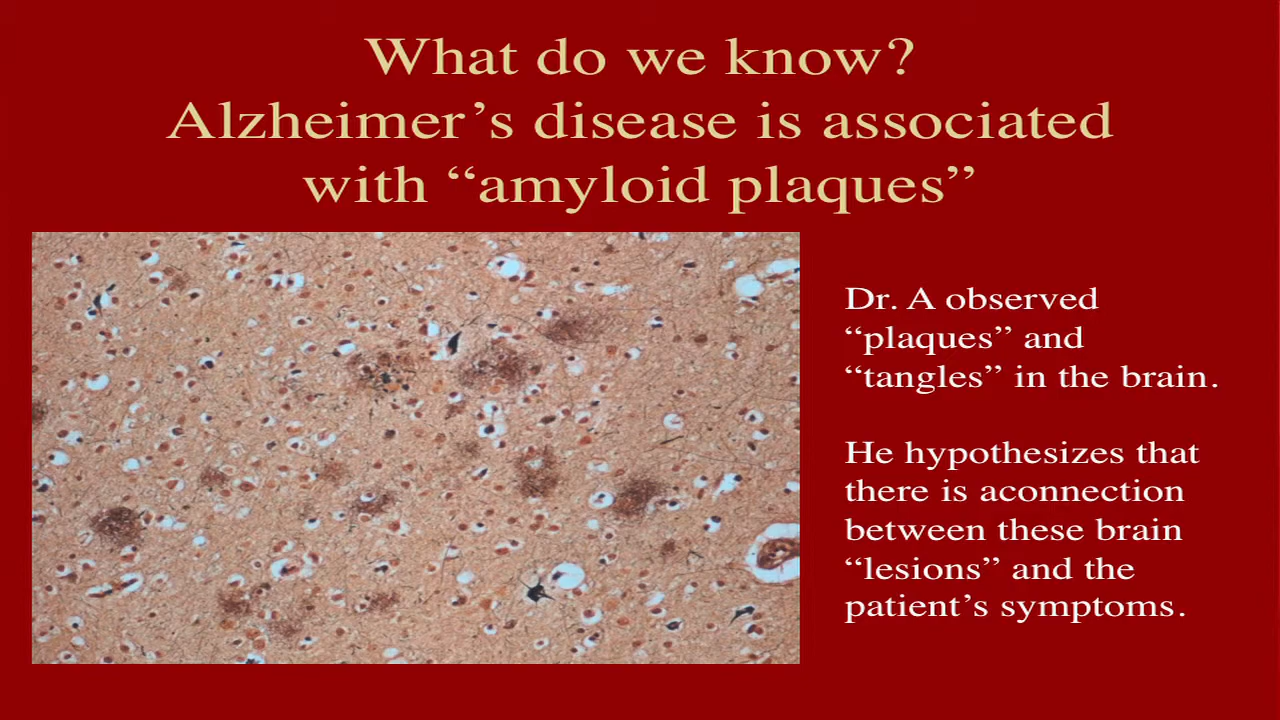 What do we know?
Alzheimer’s disease is associated
with “amyloid plaques”
Dr. A observed
“plaques” and
“tangles” in the brain.
He hypothesizes that
there is aconnection
between these brain
“lesions” and the
patient’s symptoms.